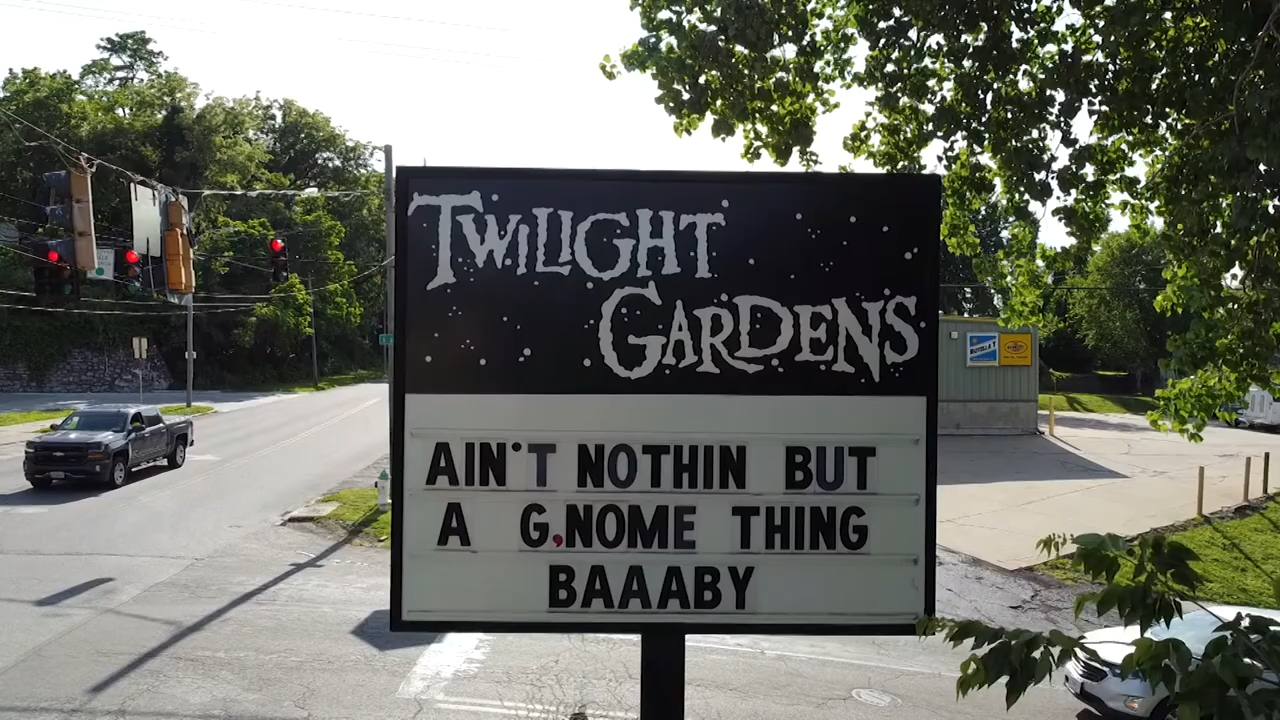 TWILIGHT
GARDENS
AIN'T NOTHIN BUT
A G,NOME THING
BAAABY